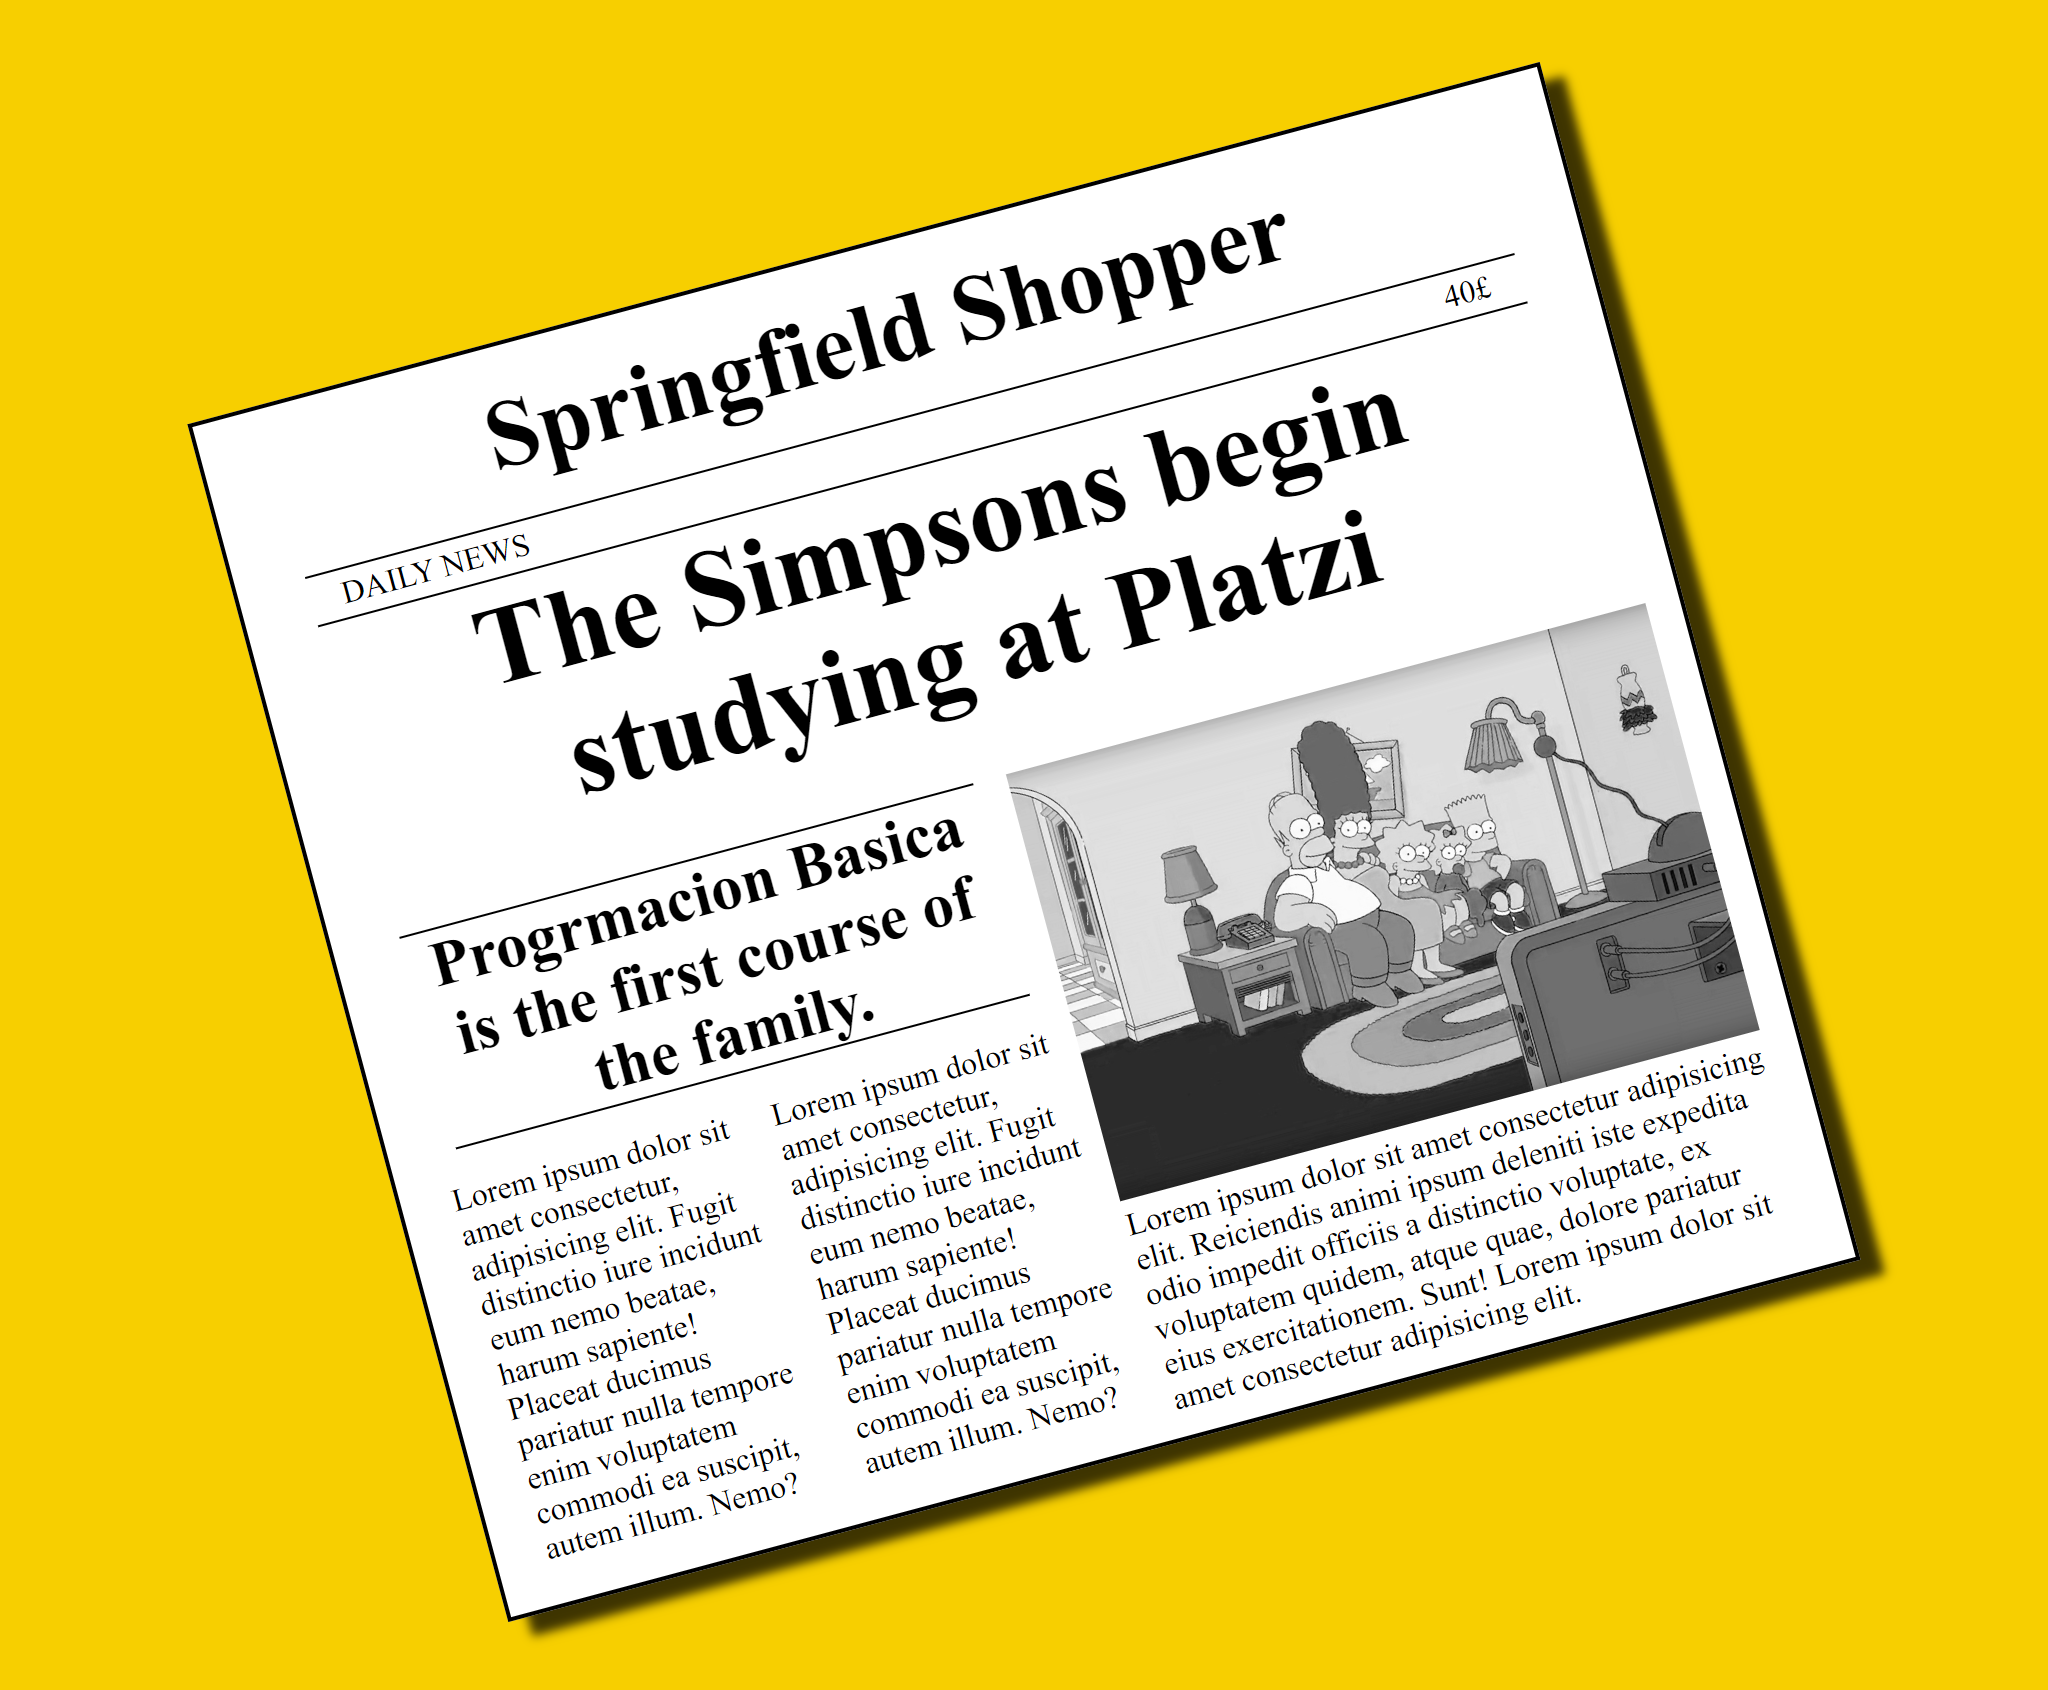 Springfield Shopper
DAILY NEWS 40£
The Simpsons begin
studying at Platzi
Progrmacion Basica
is the first course of
the family.
Lorem ipsum dolor sit
amet consectetur,
adipisicing elit. Fugit
distinctio iure incidunt
eum nemo beatae,
harum sapiente!
Placeat ducimus
pariatur nulla tempore
enim voluptatem
commodi ea suscipit,
autem illum. Nemo?
Lorem ipsum dolor sit
amet consectetur,
adipisicing elit. Fugit
distinctio iure incidunt
eum nemo beatae,
harum sapiente!
Placeat ducimus
pariatur nulla tempore
enim voluptatem
commodi ea suscipit,
autem illum. Nemo?
Lorem ipsum dolor sit amet consectetur adipisicing
elit. Reiciendis animi ipsum deleniti iste expedita
odio impedit officiis a distinctio voluptate, ex
voluptatem quidem, atque quae, dolore pariatur
eius exercitationem. Sunt! Lorem ipsum dolor sit
amet consectetur adipisicing elit.